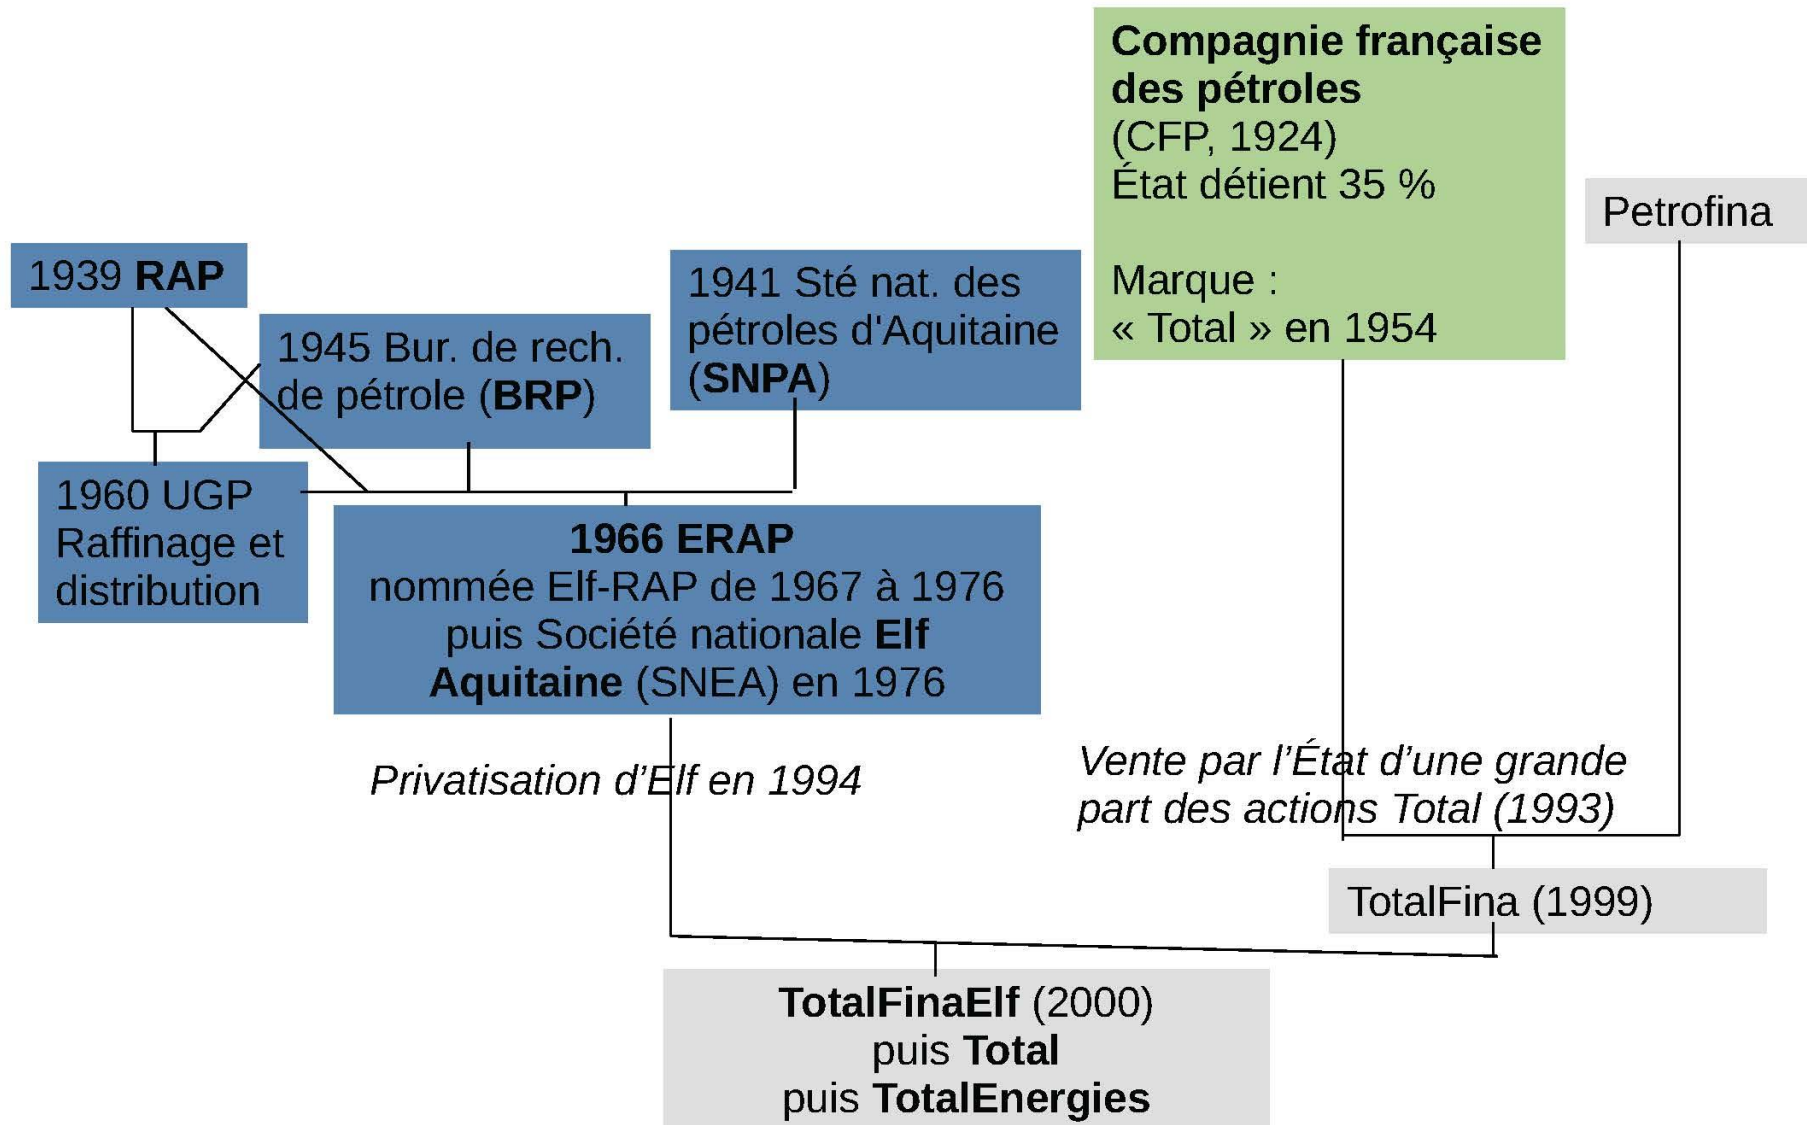 Compagnie française
des pétroles
(CFP, 1924)
État détient 35 %
Marque :
« Total » en 1954
Petrofina
1939 RAP
1945 Bur. de rech.
de pétrole (BRP)
1941 Sté nat. des
pétroles d'Aquitaine
(SNPA)
1960 UGP
Raffinage et
distribution
1966 ERAP
nommée Elf-RAP de 1967 à 1976
puis Société nationale Elf
Aquitaine (SNEA) en 1976
Privatisation d’Elf en 1994
Vente par l’État d’une grande
part des actions Total (1993)
TotalFina (1999)
TotalFinaElf (2000)
puis Total
puis TotalEnergies